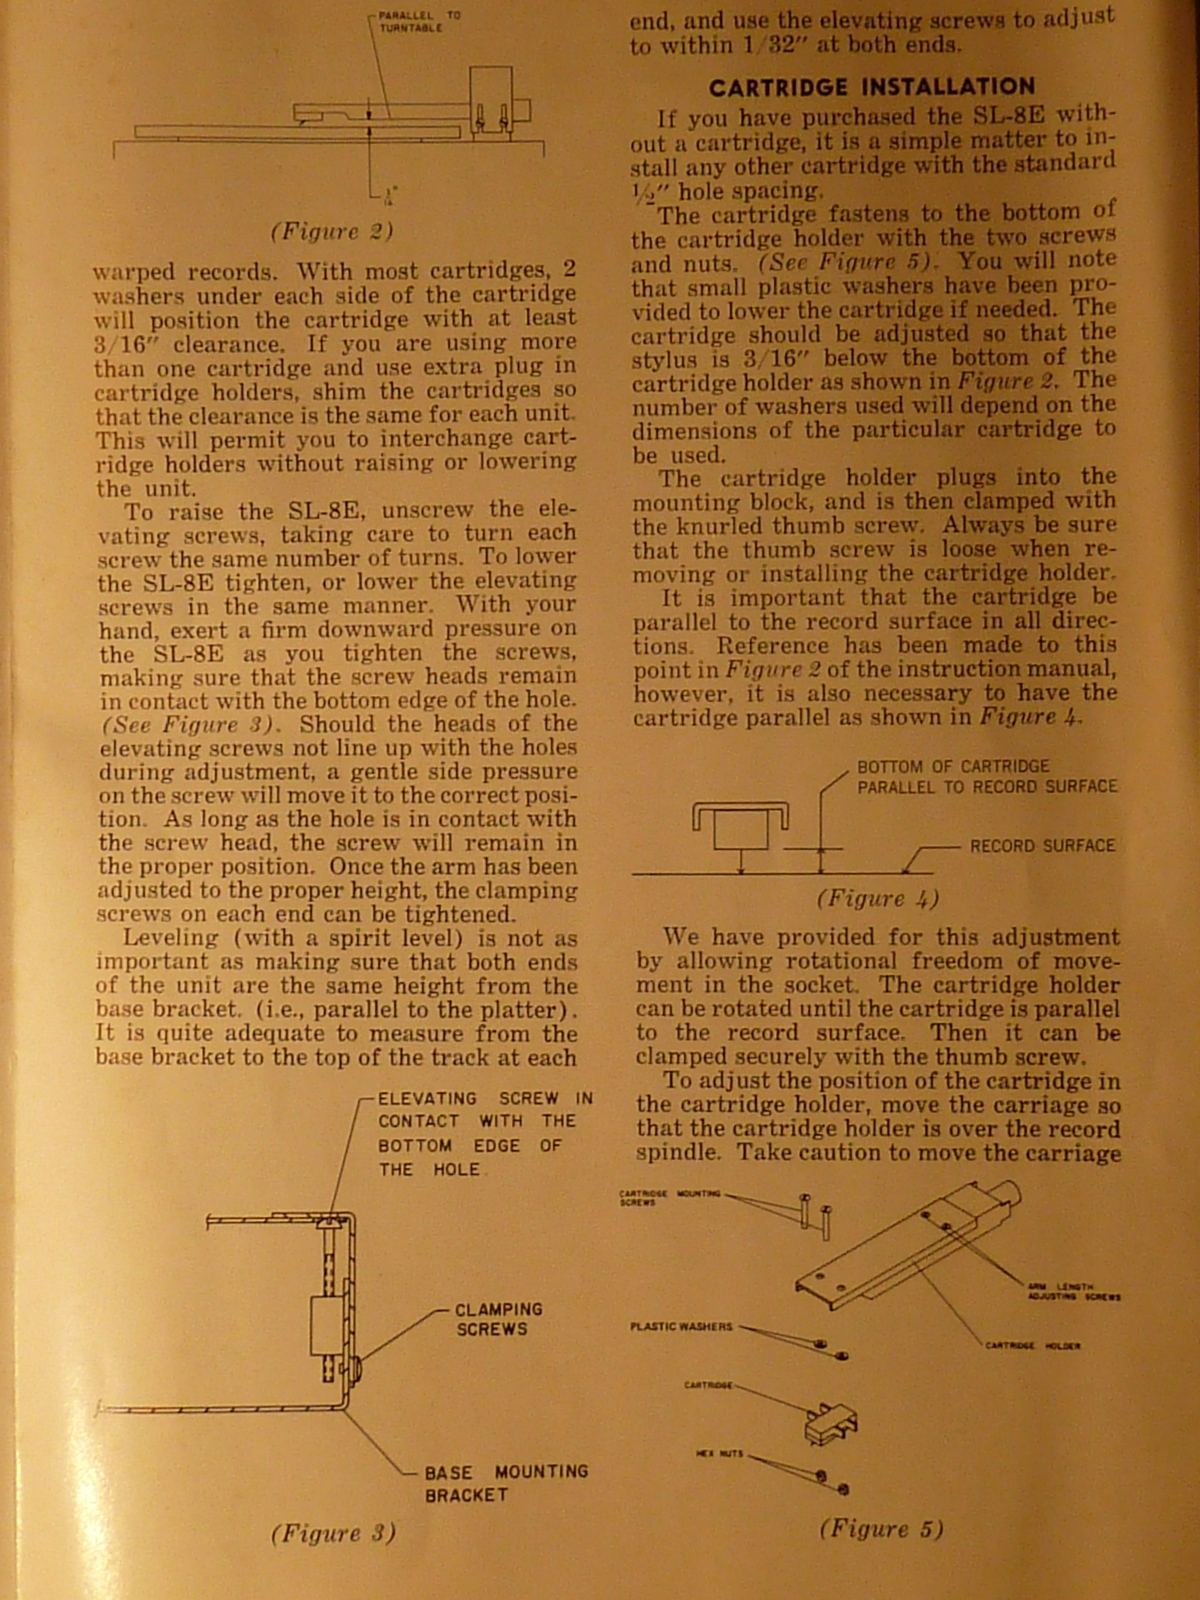 PARALLEL TO
TURNTABLE
(Figure 2)
warped records. With most cartridges, 2
washers under each side of the cartridge
will position the cartridge with at least
3/16" clearance. If you are using more
than one cartridge and use extra plug in
cartridge holders, shim the cartridges so
that the clearance is the same for each unit.
This will permit you to interchange cart-
ridge holders without raising or lowering
the unit.
To raise the SL-8E, unscrew the ele-
vating screws, taking care to turn each
screw the same number of turns. To lower
the SL-8E tighten, or lower the elevating
screws in the same manner. With your
hand, exert a firm downward pressure on
the SL-8E as you tighten the screws,
making sure that the screw heads remain
in contact with the bottom edge of the hole.
(See Figure 3). Should the heads of the
elevating screws not line up with the holes
during adjustment, a gentle side pressure
on the screw will move it to the correct posi-
tion. As long as the hole is in contact with
the screw head, the screw will remain in
the proper position. Once the arm has been
adjusted to the proper height, the clamping
screws on each end can be tightened.
Leveling (with a spirit level) is not as
important as making sure that both ends
of the unit are the same height from the
base bracket. (i.e., parallel to the platter).
It is quite adequate to measure from the
base bracket to the top of the track at each
ELEVATING SCREW IN
CONTACT WITH THE
BOTTOM EDGE OF
THE HOLE.
CLAMPING
SCREWS
BASE MOUNTING
BRACKET
(Figure 3)
end, and use the elevating screws to adjust
to within 1/32" at both ends.
CARTRIDGE INSTALLATION
If you have purchased the SL-8E with-
out a cartridge, it is a simple matter to in-
stall any other cartridge with the standard
½" hole spacing.
The cartridge fastens to the bottom of
the cartridge holder with the two screws
and nuts. (See Figure 5). You will note
that small plastic washers have been pro-
vided to lower the cartridge if needed. The
cartridge should be adjusted so that the
stylus is 3/16" below the bottom of the
cartridge holder as shown in Figure 2. The
number of washers used will depend on the
dimensions of the particular cartridge to
be used.
The cartridge holder plugs into the
mounting block, and is then clamped with
the knurled thumb screw. Always be sure
that the thumb screw is loose when re-
moving or installing the cartridge holder.
It is important that the cartridge be
parallel to the record surface in all direc-
tions. Reference has been made to this
point in Figure 2 of the instruction manual,
however, it is also necessary to have the
cartridge parallel as shown in Figure 4.
BOTTOM OF CARTRIDGE
PARALLEL TO RECORD SURFACE
RECORD SURFACE
(Figure 4)
We have provided for this adjustment
by allowing rotational freedom of move-
ment in the socket. The cartridge holder
can be rotated until the cartridge is parallel
to the record surface. Then it can be
clamped securely with the thumb screw.
To adjust the position of the cartridge in
the cartridge holder, move the carriage so
that the cartridge holder is over the record
spindle. Take caution to move the carriage
CARTRIDGE MOUNTING
SCREWS
ARM LENGTH
ADJUSTING SCREWS
PLASTIC WASHERS
CARTRIDGE HOLDER
CARTRIDGE
HEX NUTS
(Figure 5)